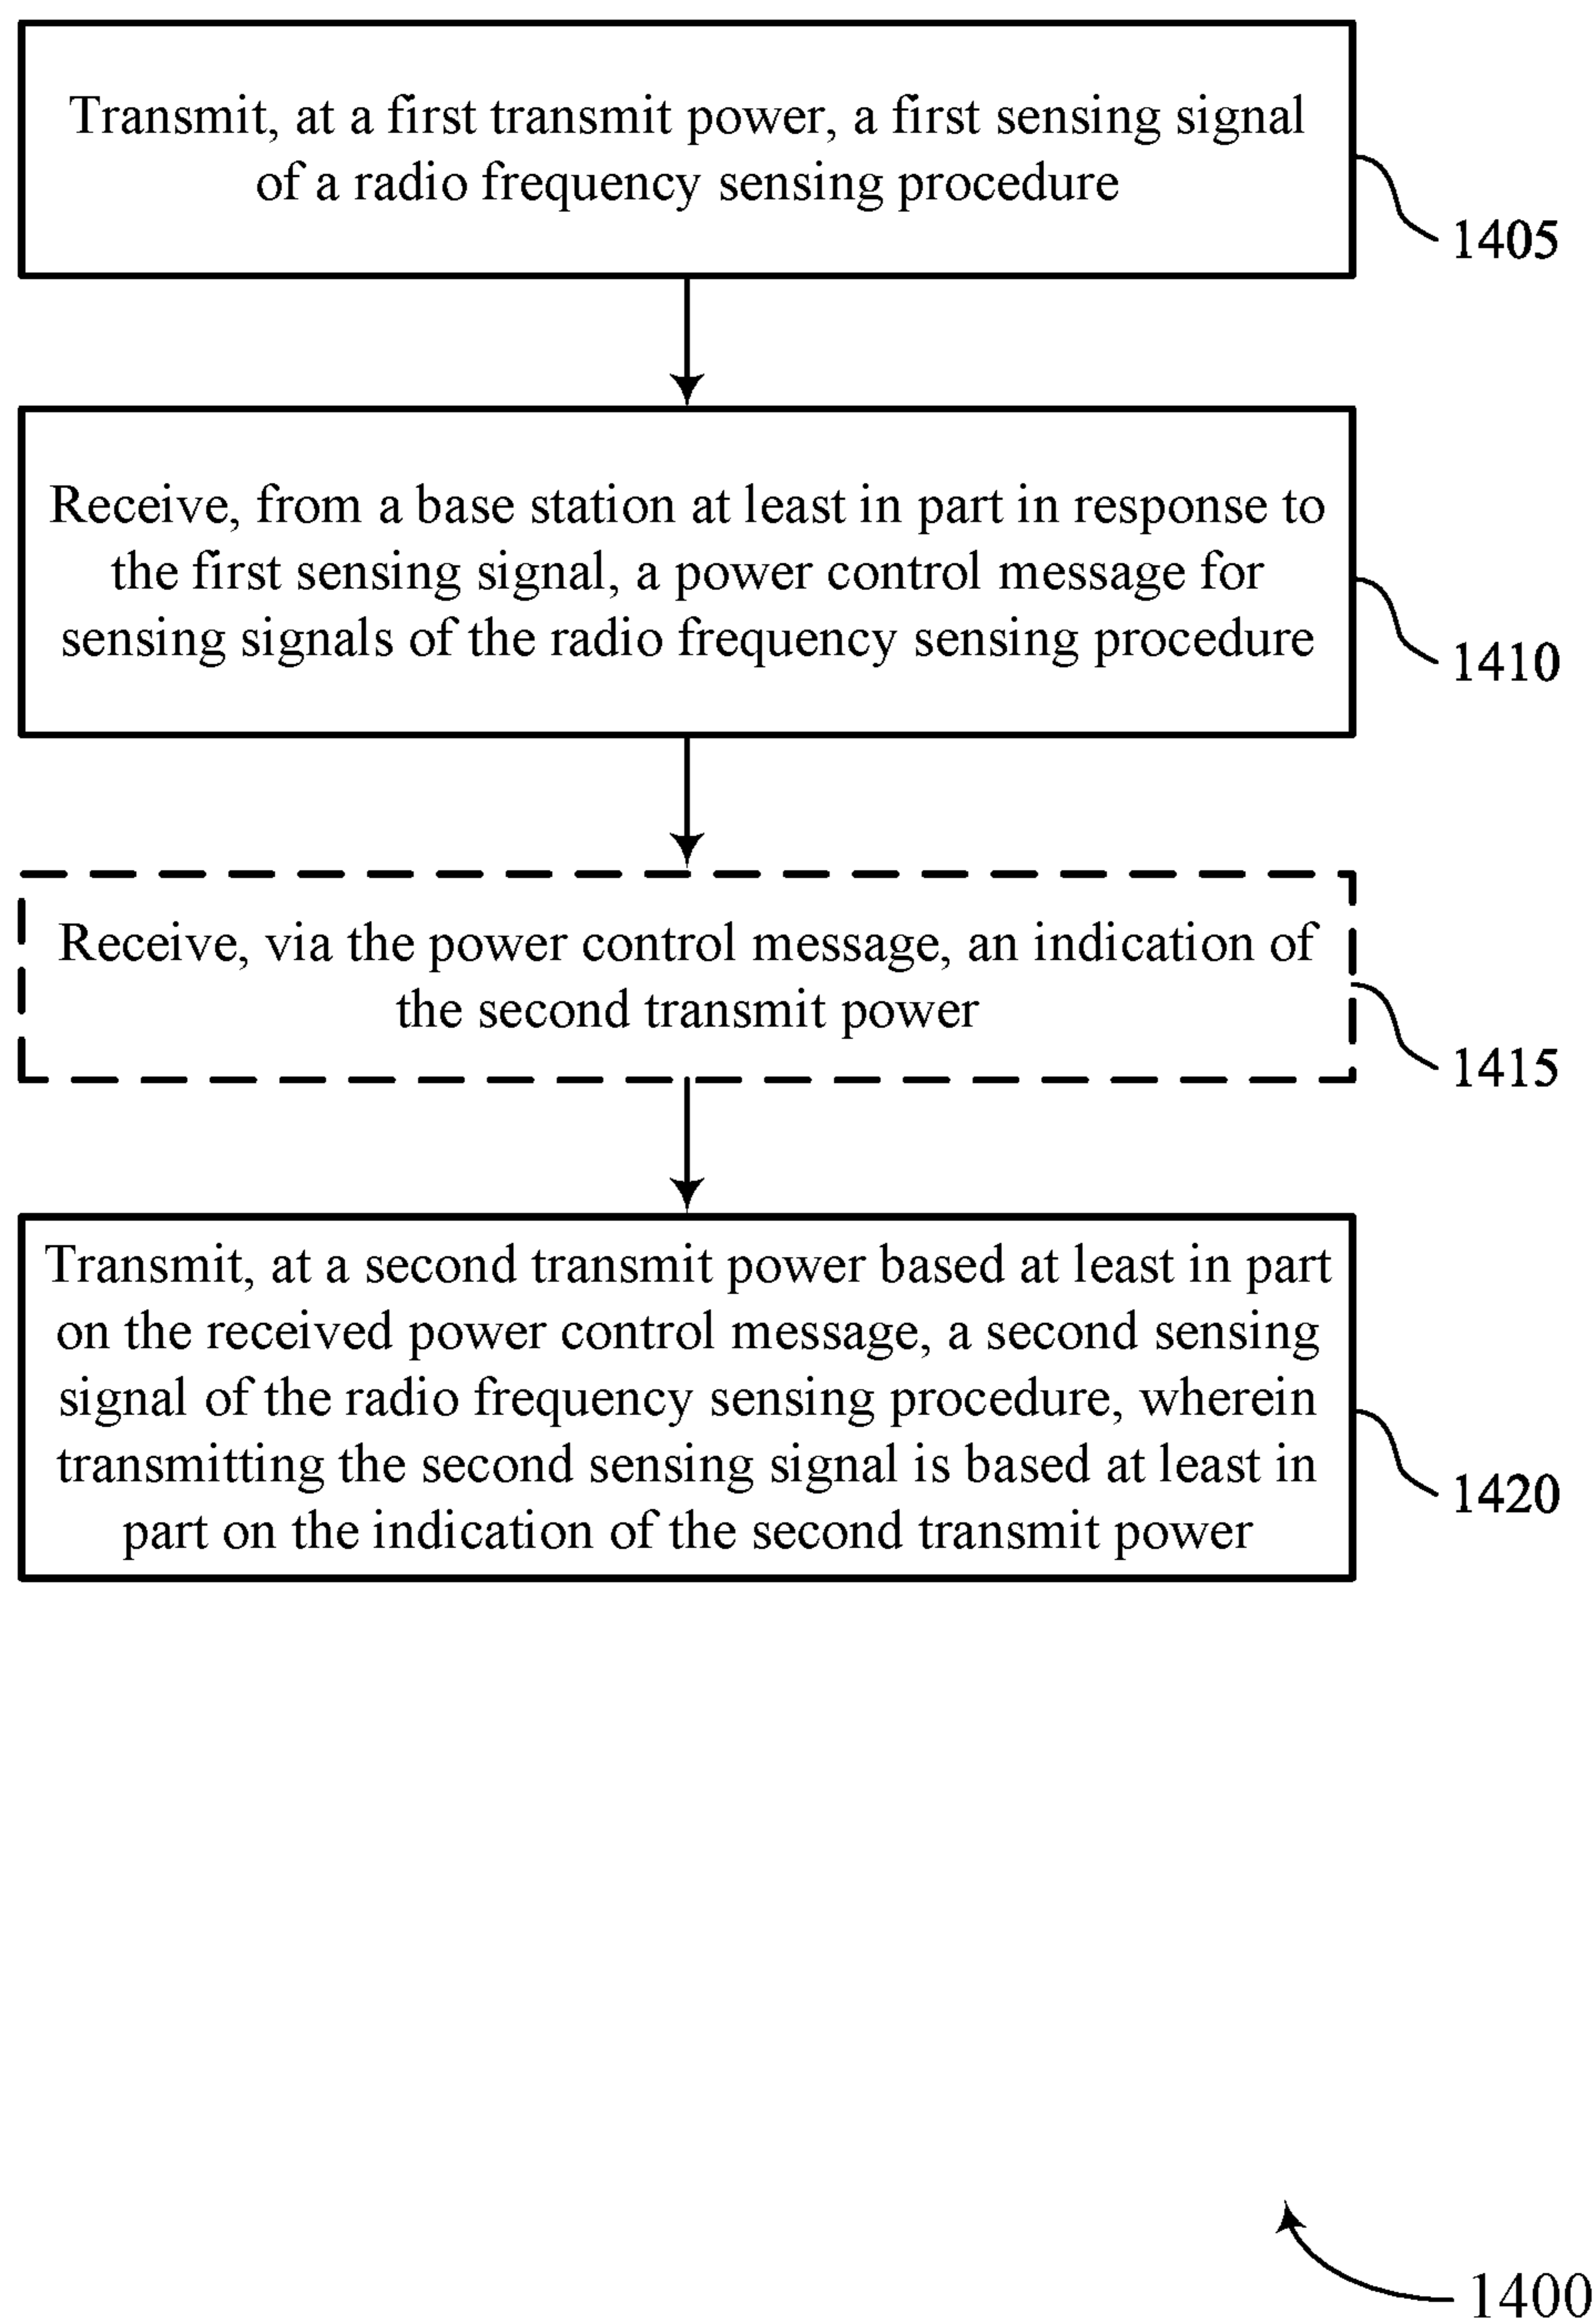 Transmit, at a first transmit power, a first sensing signal
of a radio frequency sensing procedure
1405
Receive, from a base station at least in part in response to
the first sensing signal, a power control message for
sensing signals of the radio frequency sensing procedure
1410
Receive, via the power control message, an indication of
the second transmit power
1415
Transmit, at a second transmit power based at least in part
on the received power control message, a second sensing
signal of the radio frequency sensing procedure, wherein
transmitting the second sensing signal is based at least in
part on the indication of the second transmit power
1420
1400